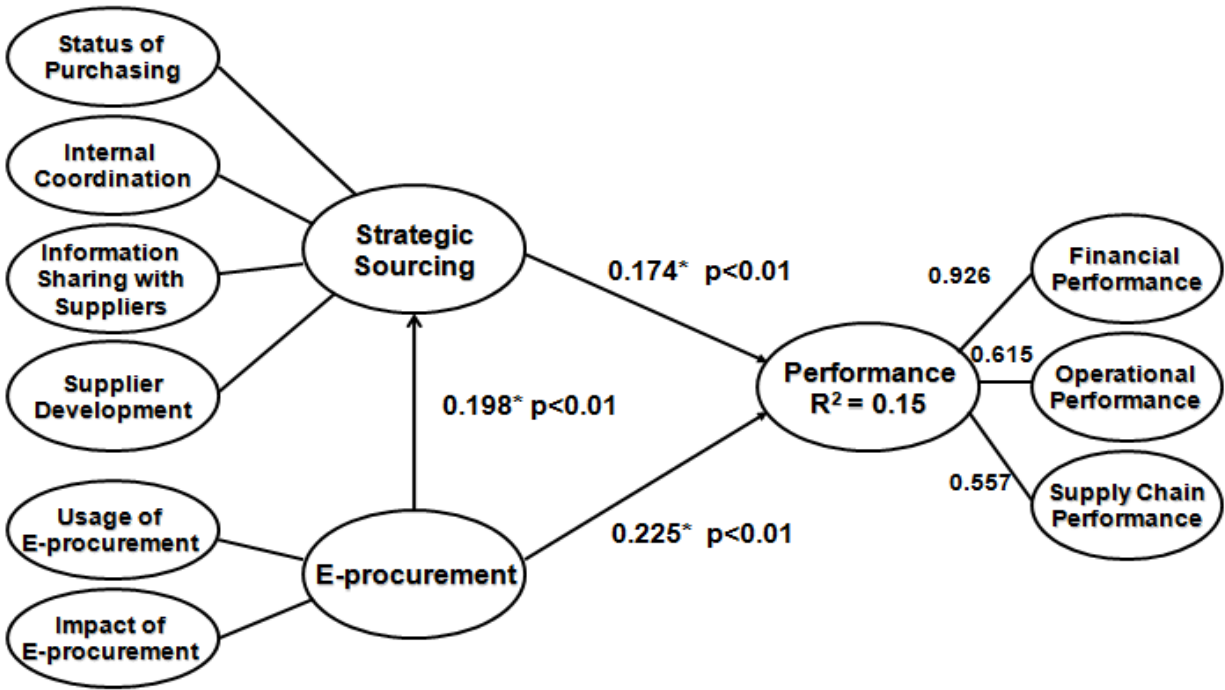 Status of
Purchasing
Internal
Coordination
Information
Sharing with
Suppliers
Supplier
Development
Usage of
E-procurement
Impact of
E-procurement
Strategic
Sourcing
0.198* p<0.01
E-procurement
0.174* p<0.01
0.225* p<0.01
Performance
R² = 0.15
0.926
0.615
0.557
Financial
Performance
Operational
Performance
Supply Chain
Performance